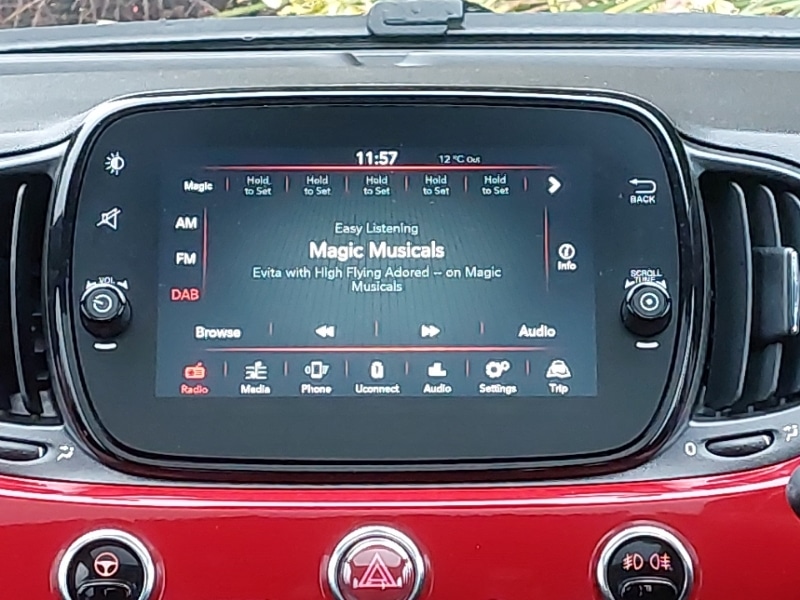 11:57 12 °C Out
Magic Hold to Set Hold to Set Hold to Set Hold to Set Hold to Set
BACK
AM
Easy Listening
Magic Musicals
FM
Info
Evita with High Flying Adored -- on Magic
Musicals
DAB
VOL
SCROLL
TUNE
Browse Audio
Radio Media Phone Uconnect Audio Settings Trip
0